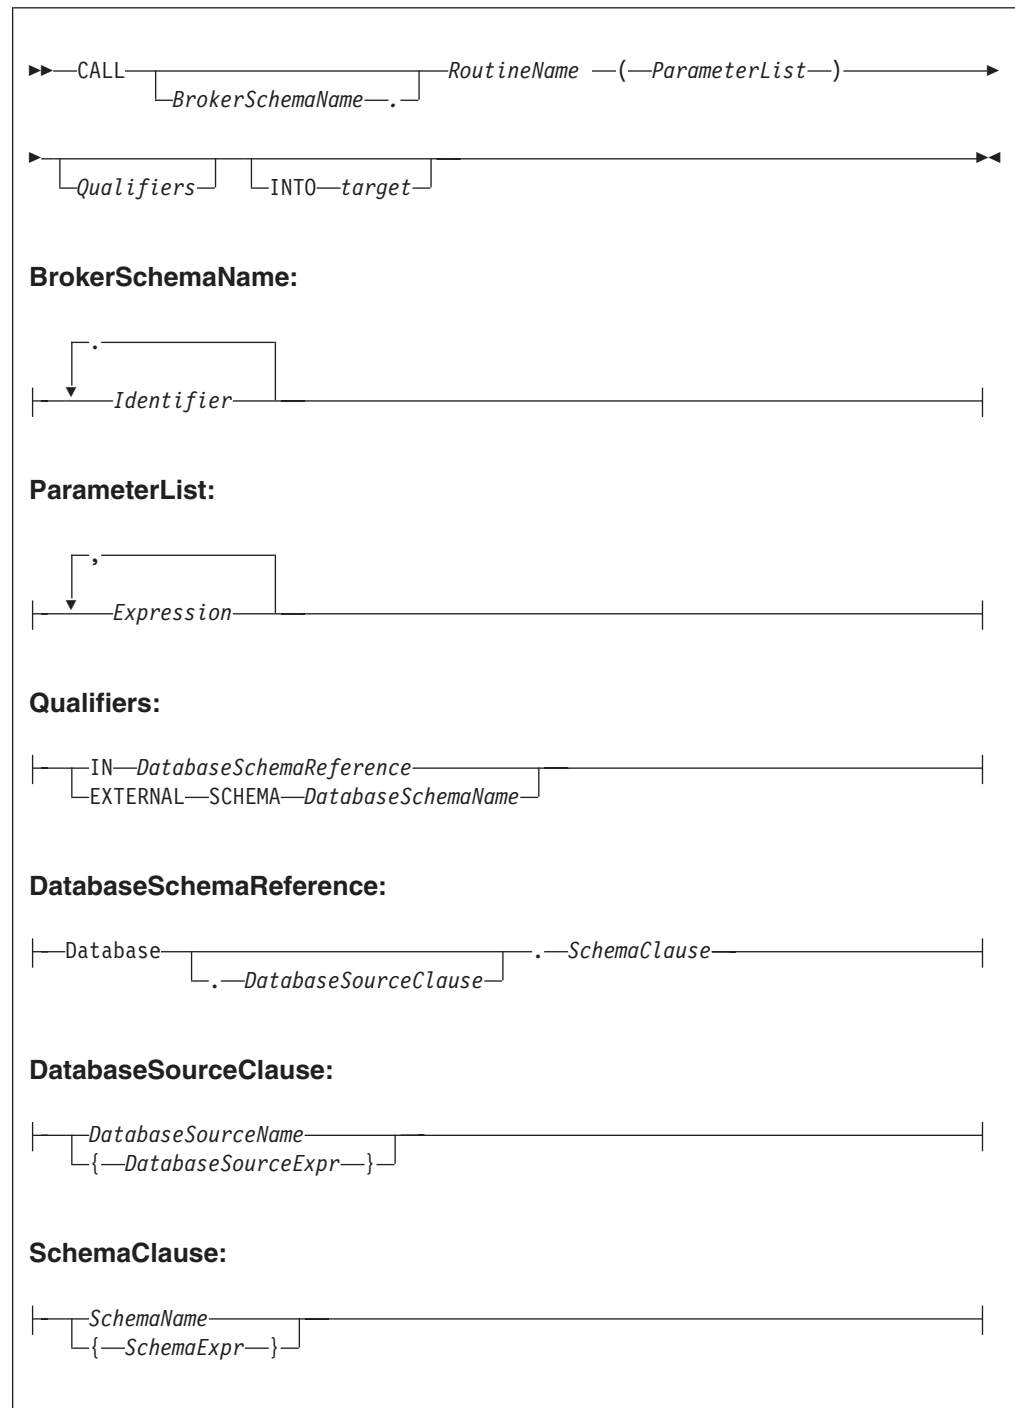 CALL RoutineName ( ParameterList )
BrokerSchemaName .
Qualifiers INTO target
BrokerSchemaName:
.
Identifier
ParameterList:
,
Expression
Qualifiers:
IN DatabaseSchemaReference
EXTERNAL SCHEMA DatabaseSchemaName
DatabaseSchemaReference:
Database . SchemaClause
. DatabaseSourceClause
DatabaseSourceClause:
DatabaseSourceName
{ DatabaseSourceExpr }
SchemaClause:
SchemaName
{ SchemaExpr }